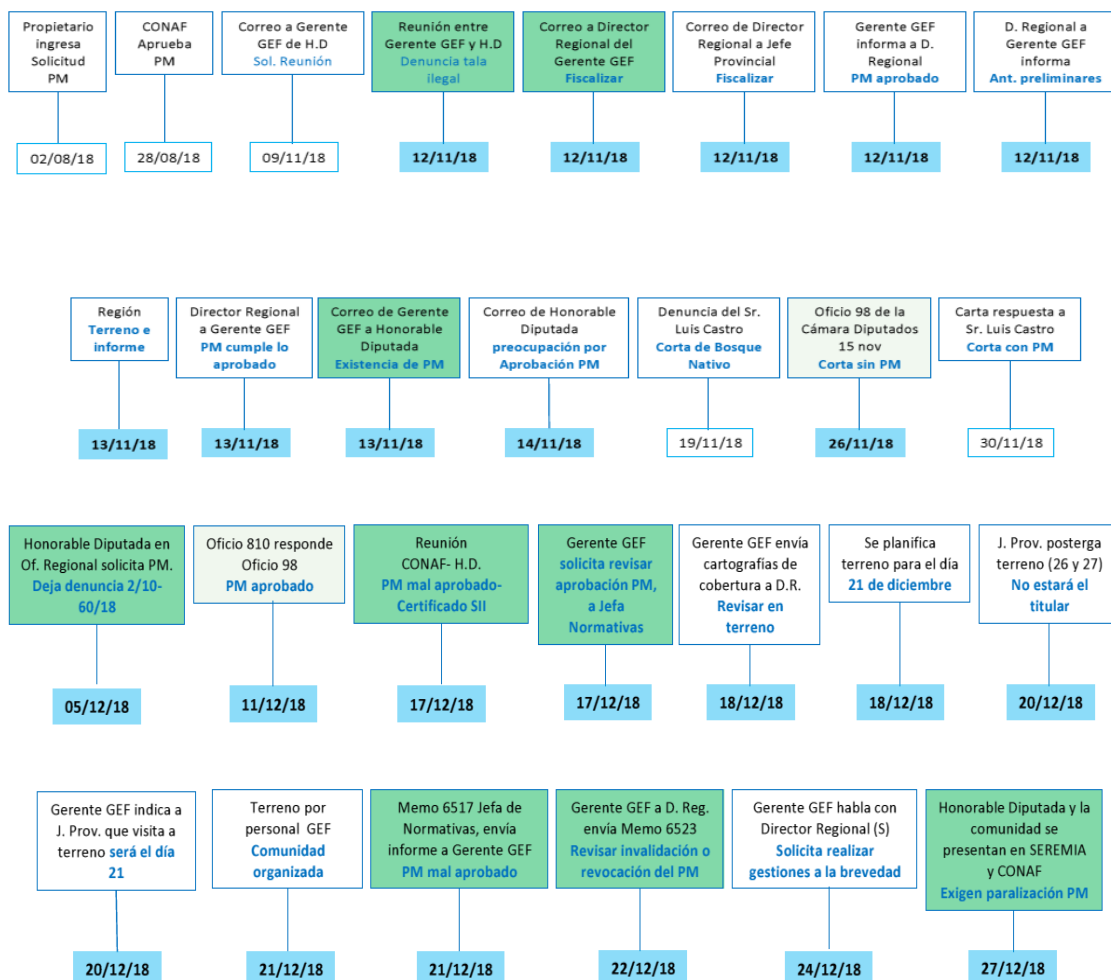 Propietario
ingresa
Solicitud
PM
CONAF
Aprueba
PM
Correo a Gerente
GEF de H.D
Sol. Reunión
Reunión entre
Gerente GEF y H.D
Denuncia tala
ilegal
Correo a Director
Regional del
Gerente GEF
Fiscalizar
Correo de Director
Regional a Jefe
Provincial
Fiscalizar
Gerente GEF
informa a D.
Regional
PM aprobado
D. Regional a
Gerente GEF
informa
Ant. preliminares
02/08/18
28/08/18
09/11/18
12/11/18
12/11/18
12/11/18
12/11/18
12/11/18
Región
Terreno e
informe
Director Regional
a Gerente GEF
PM cumple lo
aprobado
Correo de Gerente
GEF a Honorable
Diputada
Existencia de PM
Correo de Honorable
Diputada
preocupación por
Aprobación PM
Denuncia del Sr.
Luis Castro
Corta de Bosque
Nativo
Oficio 98 de la
Cámara Diputados
15 nov
Corta sin PM
Carta respuesta a
Sr. Luis Castro
Corta con PM
13/11/18
13/11/18
13/11/18
14/11/18
19/11/18
26/11/18
30/11/18
Honorable Diputada en
Of. Regional solicita PM.
Deja denuncia 2/10-
60/18
Oficio 810 responde
Oficio 98
PM aprobado
Reunión
CONAF- H.D.
PM mal aprobado-
Certificado SII
Gerente GEF
solicita revisar
aprobación PM,
a Jefa
Normativas
Gerente GEF envía
cartografías de
cobertura a D.R.
Revisar en
terreno
Se planifica
terreno para el día
21 de diciembre
J. Prov. posterga
terreno (26 y 27)
No estará el
titular
05/12/18
11/12/18
17/12/18
17/12/18
18/12/18
18/12/18
20/12/18
Gerente GEF indica a
J. Prov. que visita a
terreno será el día
21
Terreno por
personal GEF
Comunidad
organizada
Memo 6517 Jefa de
Normativas, envía
informe a Gerente GEF
PM mal aprobado
Gerente GEF a D. Reg.
envía Memo 6523
Revisar invalidación o
revocación del PM
Gerente GEF habla con
Director Regional (S)
Solicita realizar
gestiones a la brevedad
Honorable Diputada y la
comunidad se
presentan en SEREMIA
y CONAF
Exigen paralización PM
20/12/18
21/12/18
21/12/18
22/12/18
24/12/18
27/12/18